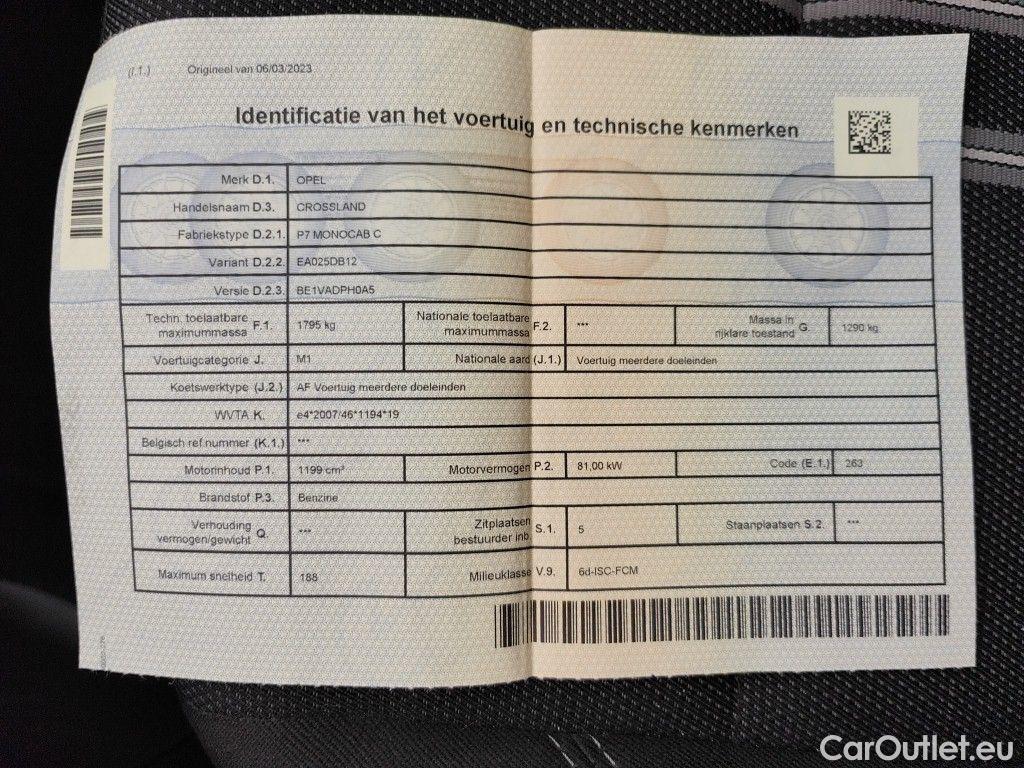 (I.1.) Origineel van 06/03/2023
Identificatie van het voertuig en technische kenmerken
Merk D.1. OPEL
Handelsnaam D.3. CROSSLAND
Fabriekstype D.2.1. P7 MONOCAB C
Variant D.2.2. EA025DB12
Versie D.2.3. BE1VADPH0A5
Techn. toelaatbare maximummassa F.1. 1795 kg Nationale toelaatbare maximummassa F.2. *** Massa in rijklare toestand G. 1290 kg
Voertuigcategorie J. M1 Nationale aard (J.1.) Voertuig meerdere doeleinden
Koetswerktype (J.2.) AF Voertuig meerdere doeleinden
WVTA K. e4*2007/46*1194*19
Belgisch ref.nummer (K.1.) ***
Motorinhoud P.1. 1199 cm³ Motorvermogen P.2. 81,00 kW Code (E.1.) 263
Brandstof P.3. Benzine
Verhouding vermogen/gewicht Q. *** Zitplaatsen bestuurder inb. S.1. 5 Staanplaatsen S.2. ***
Maximum snelheid T. 188 Milieuklasse V.9. 6d-ISC-FCM
CarOutlet.eu